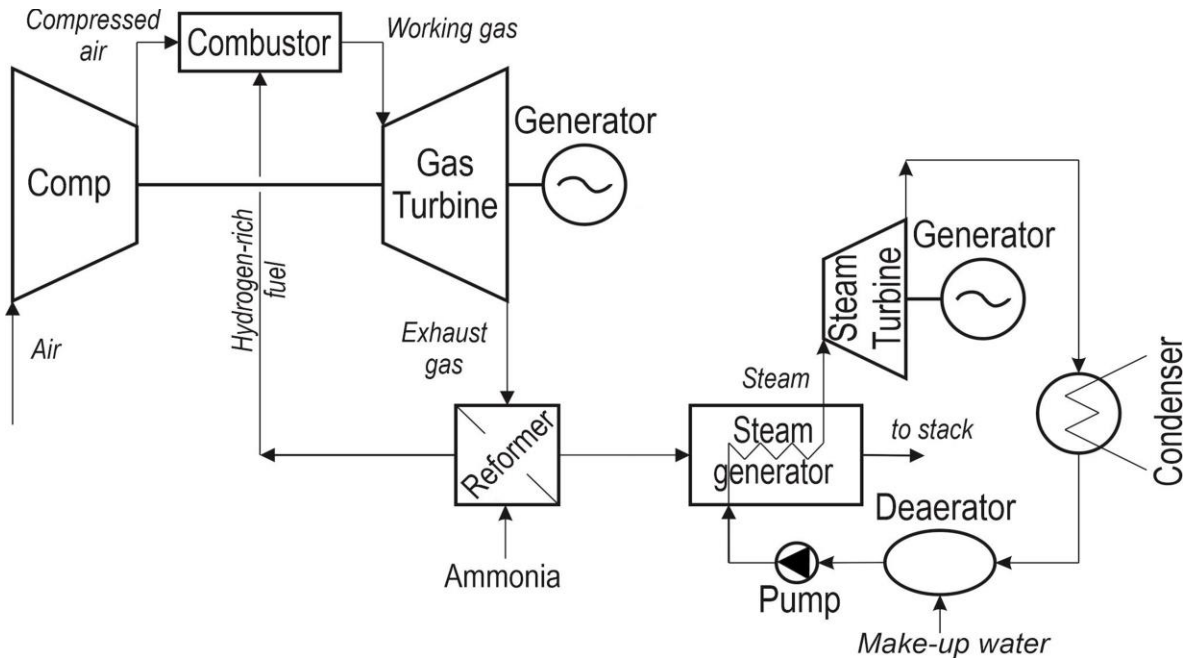 Compressed
air
Combustor
Working gas
Comp
Gas
Turbine
Generator
Hydrogen-rich
fuel
Air
Exhaust
gas
Reformer
Ammonia
Steam
Turbine
Generator
Steam
Steam
generator
to stack
Condenser
Deaerator
Pump
Make-up water